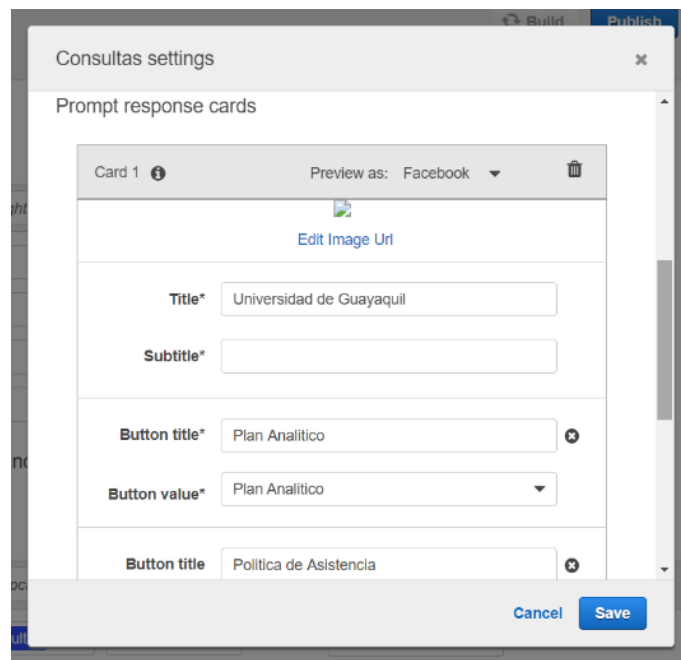 Build Publish
Consultas settings
Prompt response cards
Card 1 Preview as: Facebook
Edit Image Url
Title* Universidad de Guayaquil
Subtitle*
Button title* Plan Analitico
Button value* Plan Analitico
Button title Politica de Asistencia
Cancel Save